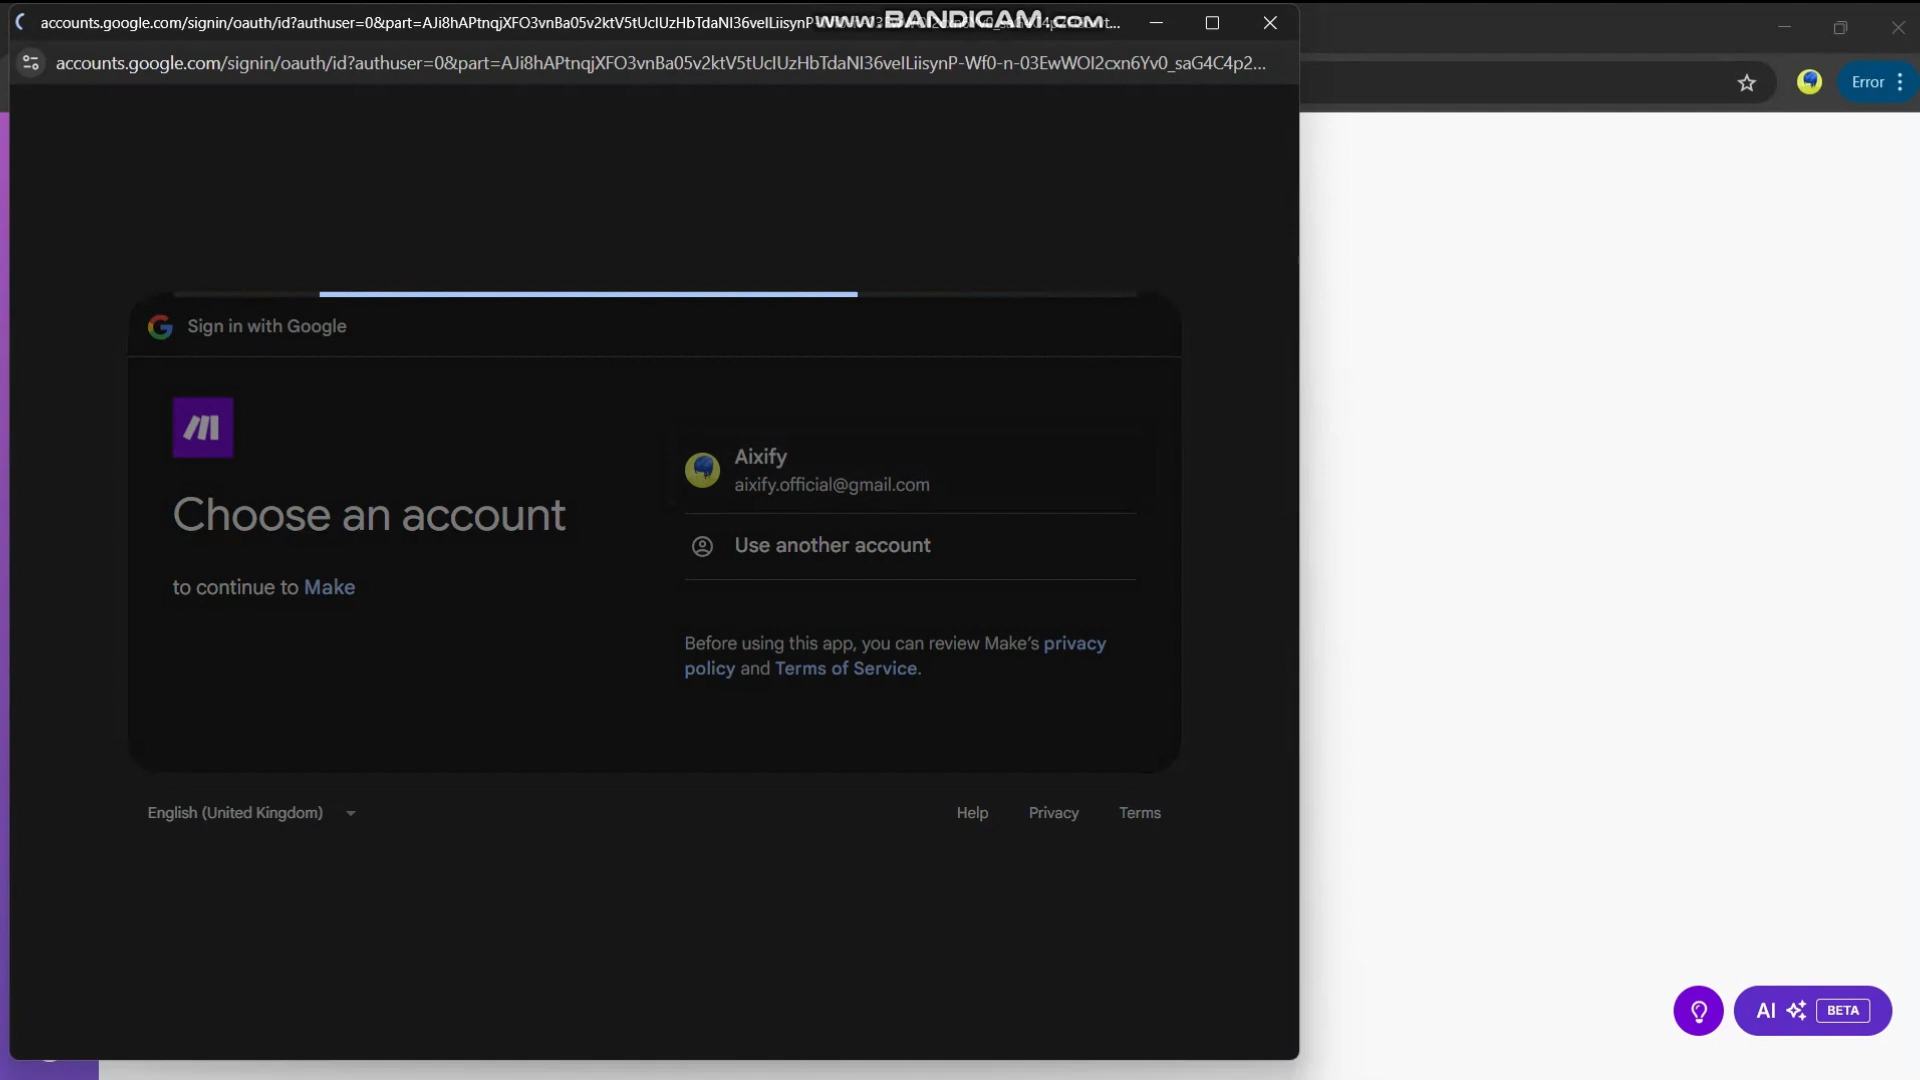 accounts.google.com/signin/oauth/id?authuser=0&part=AJi8hAPtnqjXFO3vnBa05v2ktV5tUcIUzHbTdaNI36veILiisynP-
www.BANDICAM.com
accounts.google.com/signin/oauth/id?authuser=0&part=AJi8hAPtnqjXFO3vnBa05v2ktV5tUcIUzHbTdaNI36veILiisynP-Wf0-n-03EwWOI2cxn6Yv0_saG4C4p2...
Error
Sign in with Google
Choose an account
to continue to Make
Aixify
aixify.official@gmail.com
Use another account
Before using this app, you can review Make's privacy
policy and Terms of Service.
English (United Kingdom)
Help
Privacy
Terms
AI
BETA